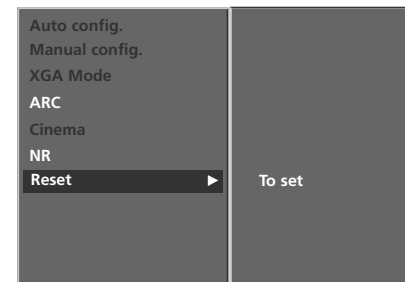 Auto config.
Manual config.
XGA Mode
ARC
Cinema
NR
Reset ► To set